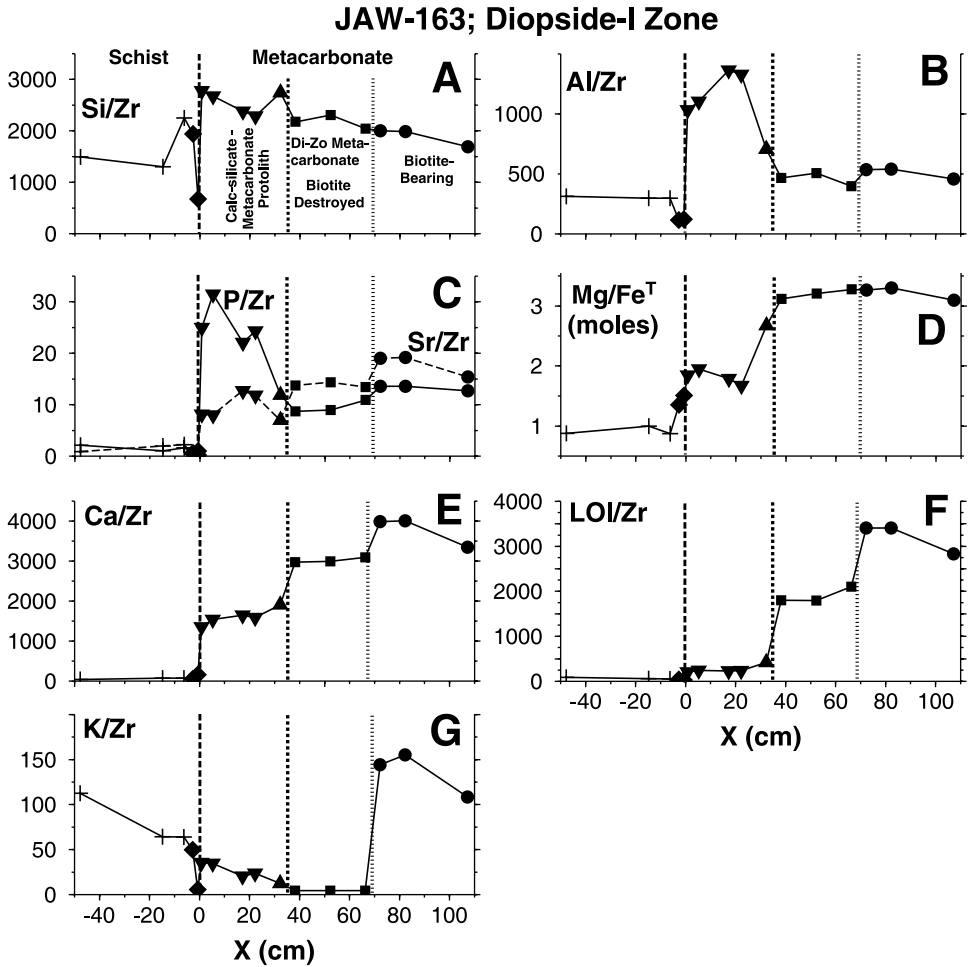 JAW-163; Diopside-I Zone
Schist
Metacarbonate
A
Si/Zr
Calc-silicate -
Metacarbonate
Protolith
Di-Zo Meta-
carbonate
Biotite
Destroyed
Biotite-
Bearing
3000
2000
1000
0
B
Al/Zr
1000
500
0
C
P/Zr
Sr/Zr
30
20
10
0
D
Mg/Feᵀ
(moles)
3
2
1
E
Ca/Zr
4000
3000
2000
1000
0
F
LOI/Zr
4000
3000
2000
1000
0
-40 -20 0 20 40 60 80 100
X (cm)
G
K/Zr
150
100
50
0
-40 -20 0 20 40 60 80 100
X (cm)